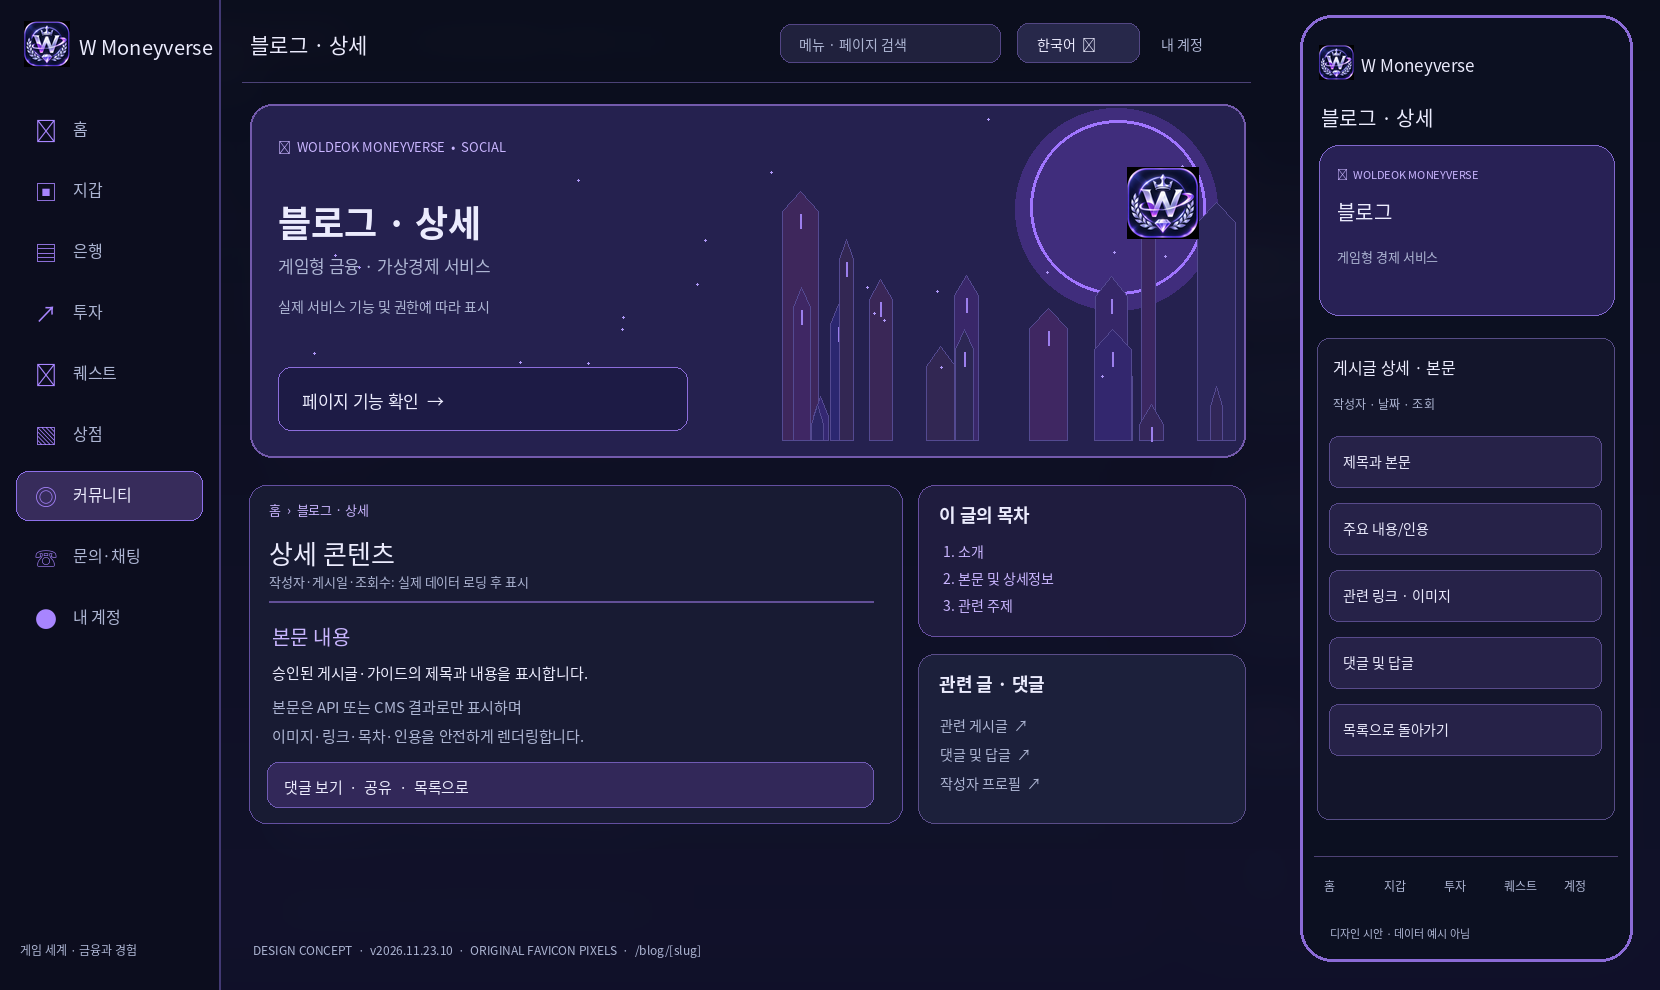 W Moneyverse
홈
지갑
은행
투자
퀘스트
상점
커뮤니티
문의·채팅
내 계정
게임 세계 · 금융과 경험
블로그 · 상세
메뉴 · 페이지 검색
한국어
내 계정
WOLDEOK MONEYVERSE • SOCIAL
블로그 · 상세
게임형 금융 · 가상경제 서비스
실제 서비스 기능 및 권한에 따라 표시
페이지 기능 확인 →
홈 › 블로그 · 상세
상세 콘텐츠
작성자·게시일·조회수: 실제 데이터 로딩 후 표시
본문 내용
승인된 게시글·가이드의 제목과 내용을 표시합니다.
본문은 API 또는 CMS 결과로만 표시하며
이미지·링크·목차·인용을 안전하게 렌더링합니다.
댓글 보기 · 공유 · 목록으로
이 글의 목차
1. 소개
2. 본문 및 상세정보
3. 관련 주제
관련 글 · 댓글
관련 게시글 ↗
댓글 및 답글 ↗
작성자 프로필 ↗
DESIGN CONCEPT · v2026.11.23.10 · ORIGINAL FAVICON PIXELS · /blog/[slug]
W Moneyverse
블로그 · 상세
WOLDEOK MONEYVERSE
블로그
게임형 경제 서비스
게시글 상세 · 본문
작성자 · 날짜 · 조회
제목과 본문
주요 내용/인용
관련 링크 · 이미지
댓글 및 답글
목록으로 돌아가기
홈 지갑 투자 퀘스트 계정
디자인 시안 · 데이터 예시 아님